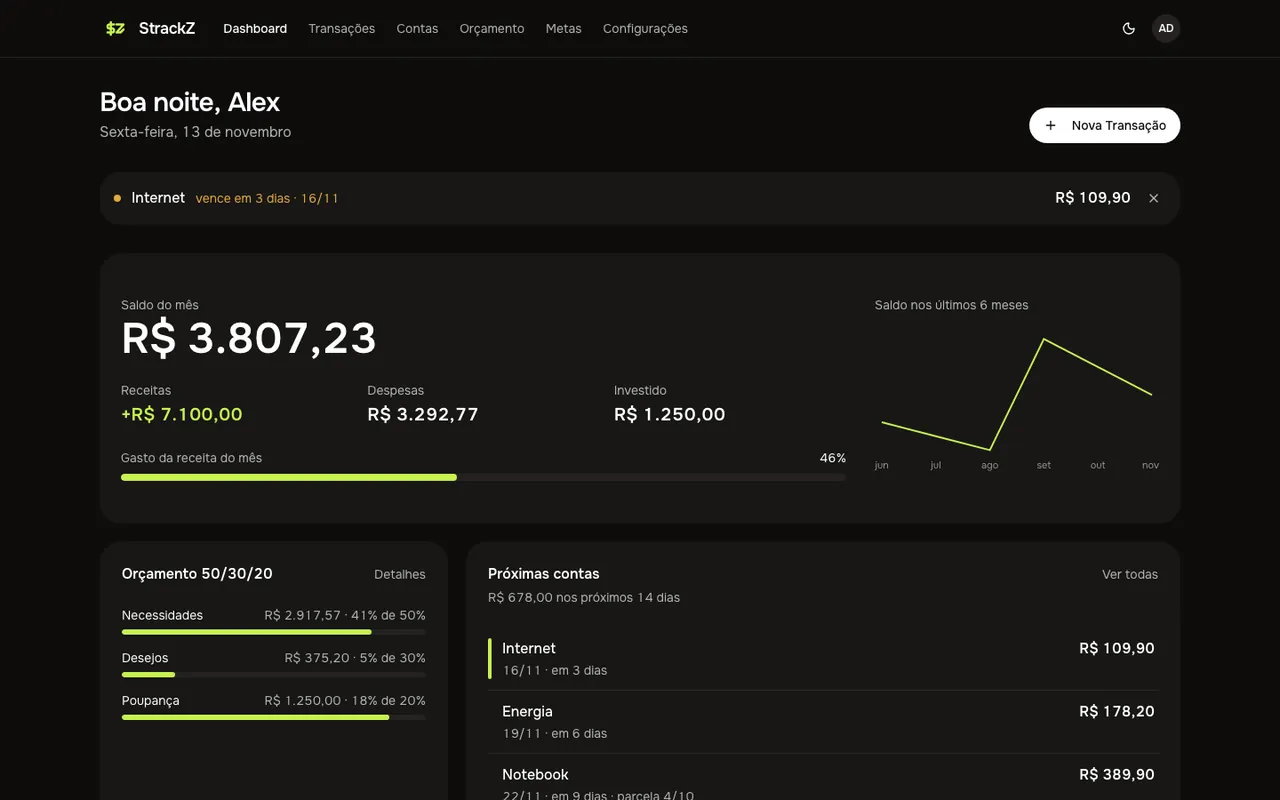 $Z StrackZ Dashboard Transações Contas Orçamento Metas Configurações AD
Boa noite, Alex
Sexta-feira, 13 de novembro
+ Nova Transação
Internet vence em 3 dias · 16/11 R$ 109,90 ×
Saldo do mês
R$ 3.807,23
Receitas Despesas Investido
+R$ 7.100,00 R$ 3.292,77 R$ 1.250,00
Gasto da receita do mês 46%
Saldo nos últimos 6 meses
jun jul ago set out nov
Orçamento 50/30/20 Detalhes
Necessidades R$ 2.917,57 · 41% de 50%
Desejos R$ 375,20 · 5% de 30%
Poupança R$ 1.250,00 · 18% de 20%
Próximas contas Ver todas
R$ 678,00 nos próximos 14 dias
Internet R$ 109,90
16/11 · em 3 dias
Energia R$ 178,20
19/11 · em 6 dias
Notebook R$ 389,90
22/11 · em 9 dias · parcela 4/10